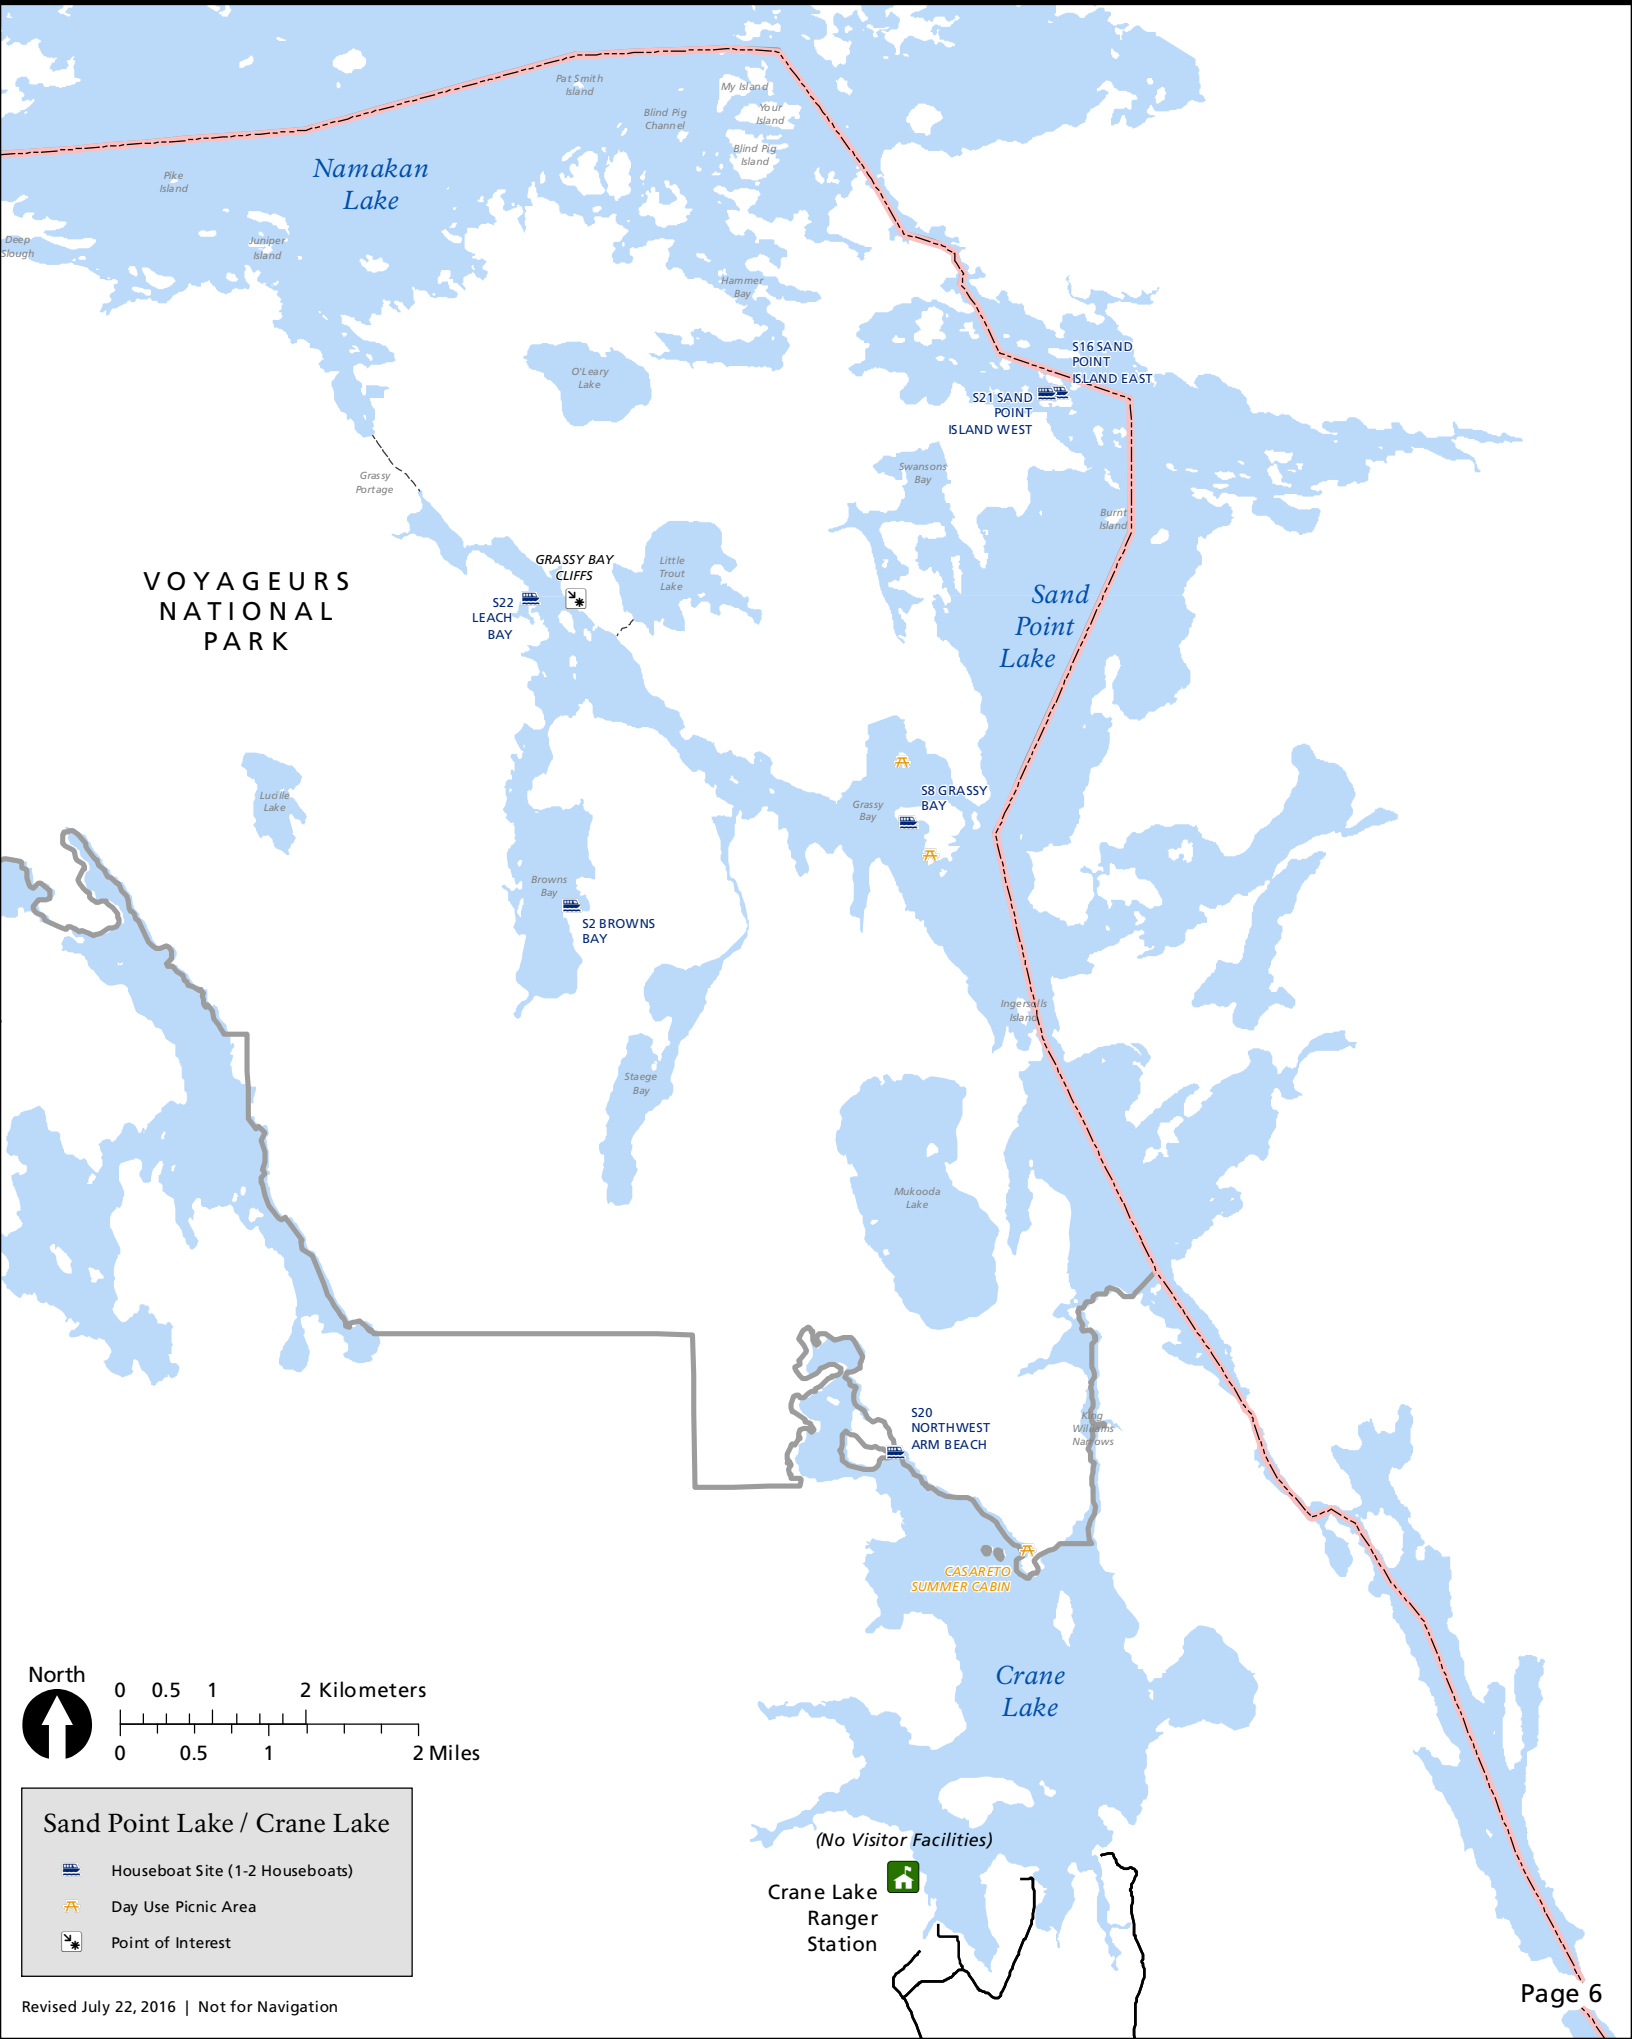 Pat Smith
Island
My Island
Your
Island
Blind Pig
Channel
Blind Pig
Island
Namakan
Lake
Pike
Island
Deep
Slough
Juniper
Island
Hammer
Bay
S16 SAND
POINT
ISLAND EAST
O'Leary
Lake
S21 SAND
POINT
ISLAND WEST
Swansons
Bay
Grassy
Portage
Burnt
Island
GRASSY BAY
CLIFFS
Little
Trout
Lake
VOYAGEURS
NATIONAL
PARK
S22
LEACH
BAY
Sand
Point
Lake
Lucille
Lake
S8 GRASSY
BAY
Grassy
Bay
Browns
Bay
S2 BROWNS
BAY
Ingersolls
Island
Staege
Bay
Mukooda
Lake
S20
NORTHWEST
ARM BEACH
King
Williams
Narrows
CASARETO
SUMMER CABIN
Crane
Lake
North
0 0.5 1 2 Kilometers
0 0.5 1 2 Miles
Sand Point Lake / Crane Lake
Houseboat Site (1-2 Houseboats)
Day Use Picnic Area
Point of Interest
(No Visitor Facilities)
Crane Lake
Ranger
Station
Revised July 22, 2016 | Not for Navigation
Page 6